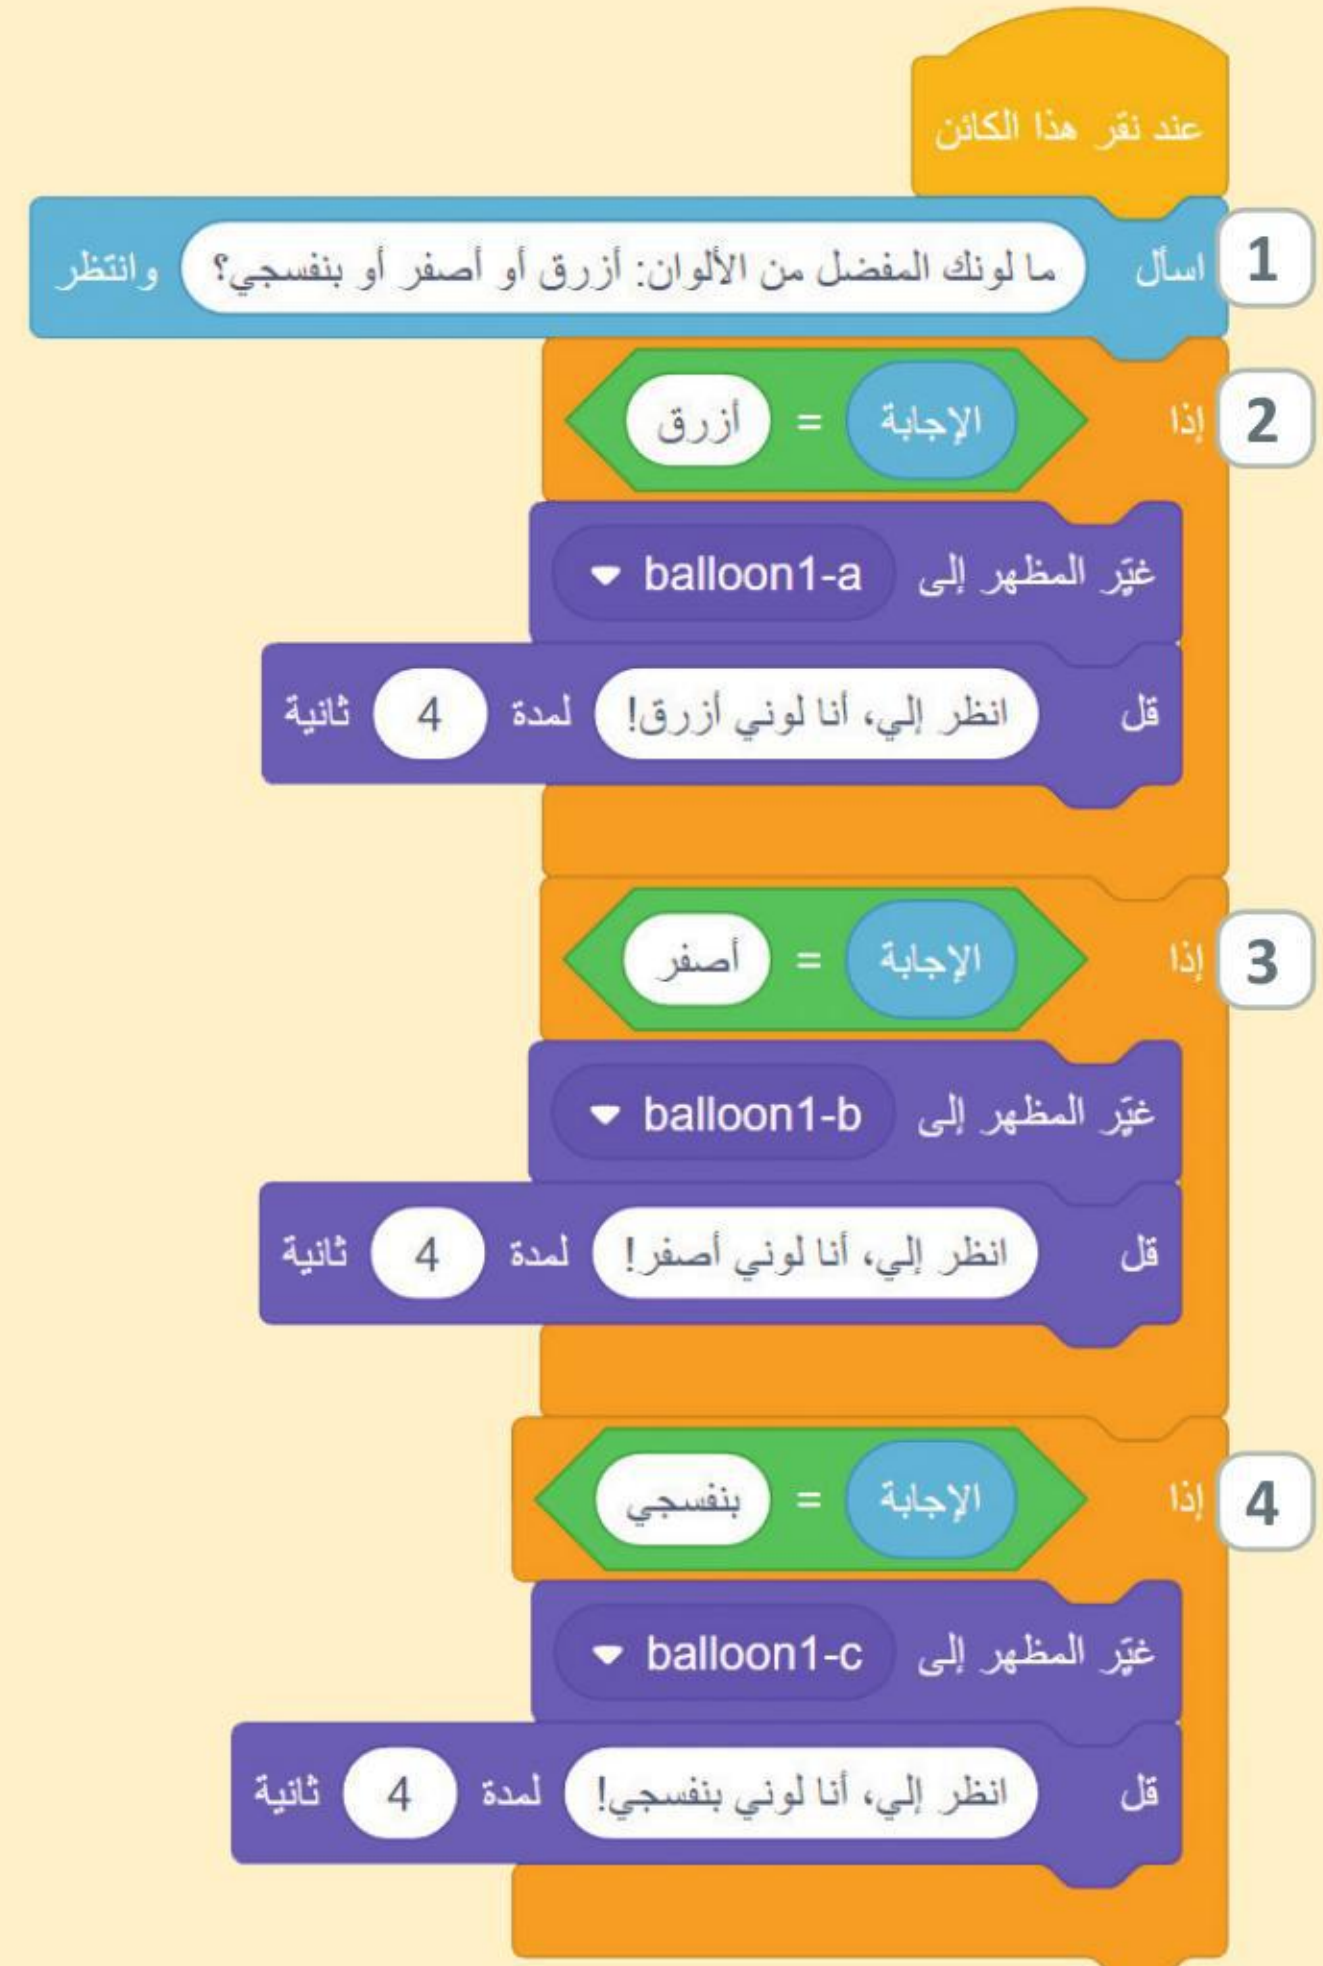 عند نقر هذا الكائن
1 اسأل ما لونك المفضل من الألوان: أزرق أو أصفر أو بنفسجي؟ وانتظر
2 إذا الإجابة = أزرق
غيّر المظهر إلى balloon1-a
قل انظر إلي، أنا لوني أزرق! لمدة 4 ثانية
3 إذا الإجابة = أصفر
غيّر المظهر إلى balloon1-b
قل انظر إلي، أنا لوني أصفر! لمدة 4 ثانية
4 إذا الإجابة = بنفسجي
غيّر المظهر إلى balloon1-c
قل انظر إلي، أنا لوني بنفسجي! لمدة 4 ثانية